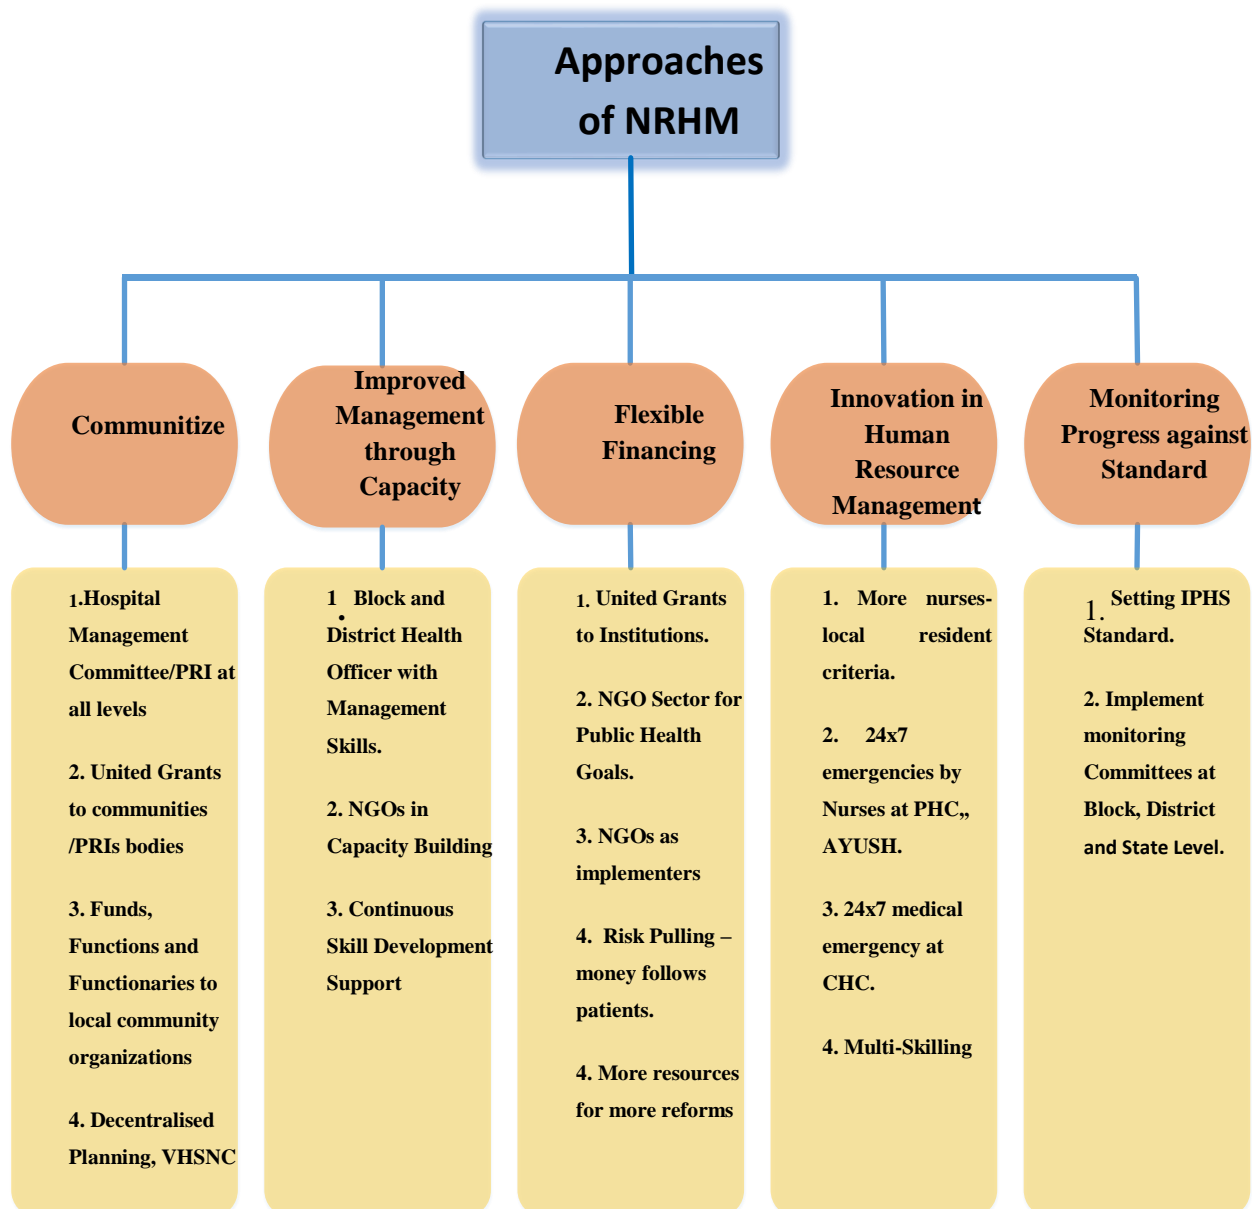 Approaches
of NRHM
Communitize
Improved
Management
through
Capacity
Flexible
Financing
Innovation in
Human
Resource
Management
Monitoring
Progress against
Standard
1.Hospital
Management
Committee/PRI at
all levels
2. United Grants
to communities
/PRIs bodies
3. Funds,
Functions and
Functionaries to
local community
organizations
4. Decentralised
Planning, VHSNC
1. Block and
District Health
Officer with
Management
Skills.
2. NGOs in
Capacity Building
3. Continuous
Skill Development
Support
1. United Grants
to Institutions.
2. NGO Sector for
Public Health
Goals.
3. NGOs as
implementers
4. Risk Pulling –
money follows
patients.
4. More resources
for more reforms
1. More nurses-
local resident
criteria.
2. 24x7
emergencies by
Nurses at PHC,,
AYUSH.
3. 24x7 medical
emergency at
CHC.
4. Multi-Skilling
1. Setting IPHS
Standard.
2. Implement
monitoring
Committees at
Block, District
and State Level.